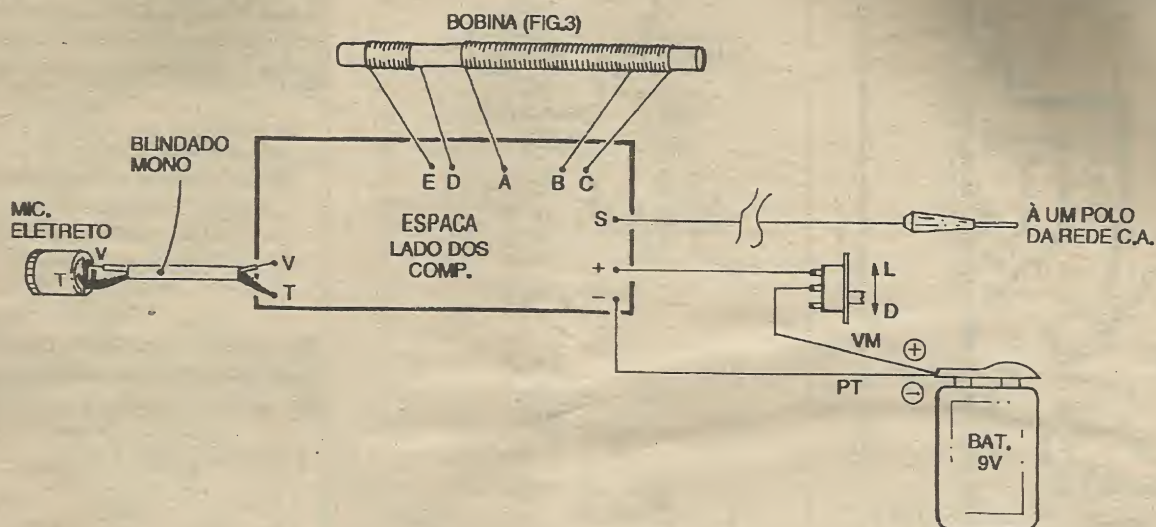 BOBINA (FIG.3)
BLINDADO
MONO
MIC.
ELETRETO
V
T
V
T
E D A B C
ESPACA
LADO DOS
COMP.
S
+
−
À UM POLO
DA REDE C.A.
L
D
VM
+
PT
−
BAT.
9V